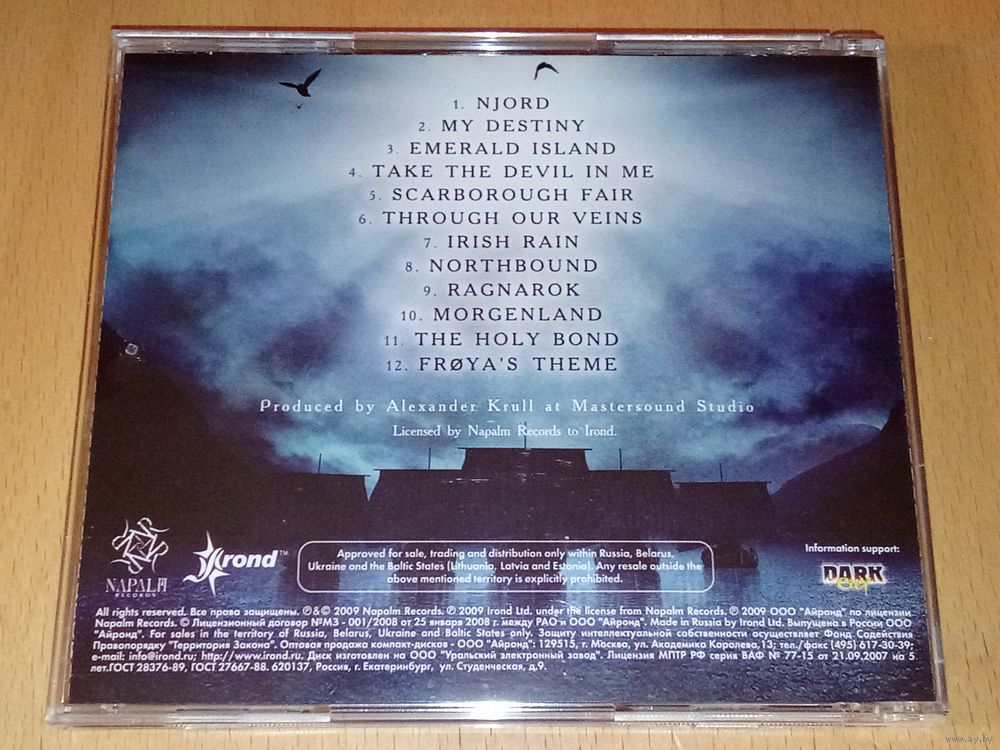 1. NJORD
2. MY DESTINY
3. EMERALD ISLAND
4. TAKE THE DEVIL IN ME
5. SCARBOROUGH FAIR
6. THROUGH OUR VEINS
7. IRISH RAIN
8. NORTHBOUND
9. RAGNAROK
10. MORGENLAND
11. THE HOLY BOND
12. FRØYA'S THEME
Produced by Alexander Krull at Mastersound Studio
Licensed by Napalm Records to Irond.
NAPALM
RECORDS
Irond™
Approved for sale, trading and distribution only within Russia, Belarus,
Ukraine and the Baltic States (Lithuania, Latvia and Estonia). Any resale outside the
above mentioned territory is explicitly prohibited.
Information support:
DARK
City
All rights reserved. Все права защищены. ℗&© 2009 Napalm Records. ℗ 2009 Irond Ltd. under the license from Napalm Records. ℗ 2009 ООО "Айронд" по лицензии
Napalm Records. © Лицензионный договор №МЗ - 001/2008 от 25 января 2008 г. между РАО и ООО "Айронд". Made in Russia by Irond Ltd. Выпущено в России ООО
"Айронд". For sales in the territory of Russia, Belarus, Ukraine and Baltic States only. Защиту интеллектуальной собственности осуществляет Фонд Содействия
Правопорядку "Территория Закона". Оптовая продажа компакт-дисков - ООО "Айронд": 129515, г. Москва, ул. Академика Королева,13; тел./факс (495) 617-30-39;
e-mail: info@irond.ru; http://www.irond.ru. Диск изготовлен на ООО "Уральский электронный завод". Лицензия МПТР РФ серия ВАФ № 77-15 от 21.09.2007 на 5
лет.ГОСТ 28376-89, ГОСТ 27667-88. 620137, Россия, г. Екатеринбург, ул. Студенческая, д.9.
www.ay.by